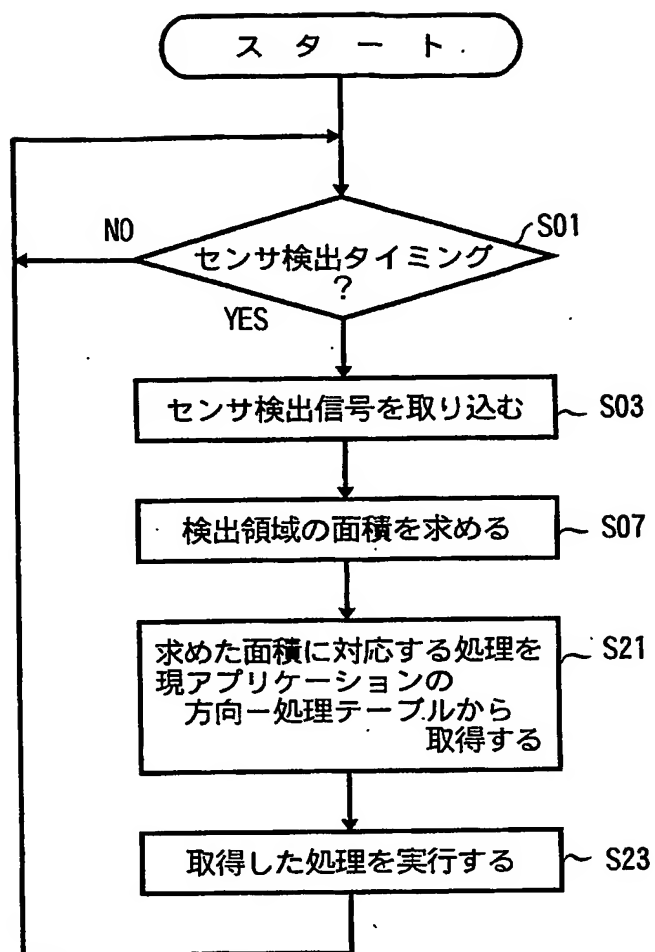 スタート
NO
センサ検出タイミング
?
S01
YES
センサ検出信号を取り込む
S03
検出領域の面積を求める
S07
求めた面積に対応する処理を
現アプリケーションの
方向ー処理テーブルから
取得する
S21
取得した処理を実行する
S23